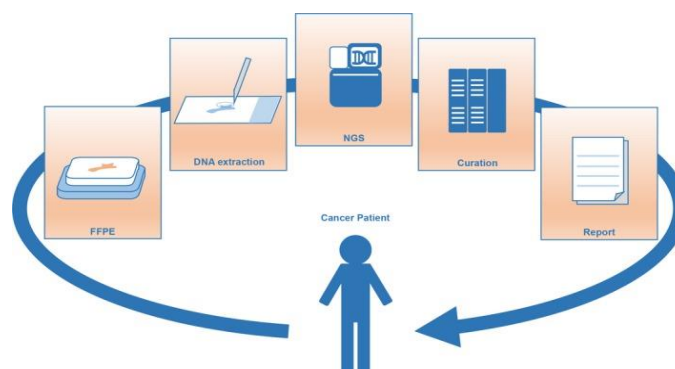 FFPE
DNA extraction
NGS
Curation
Report
Cancer Patient